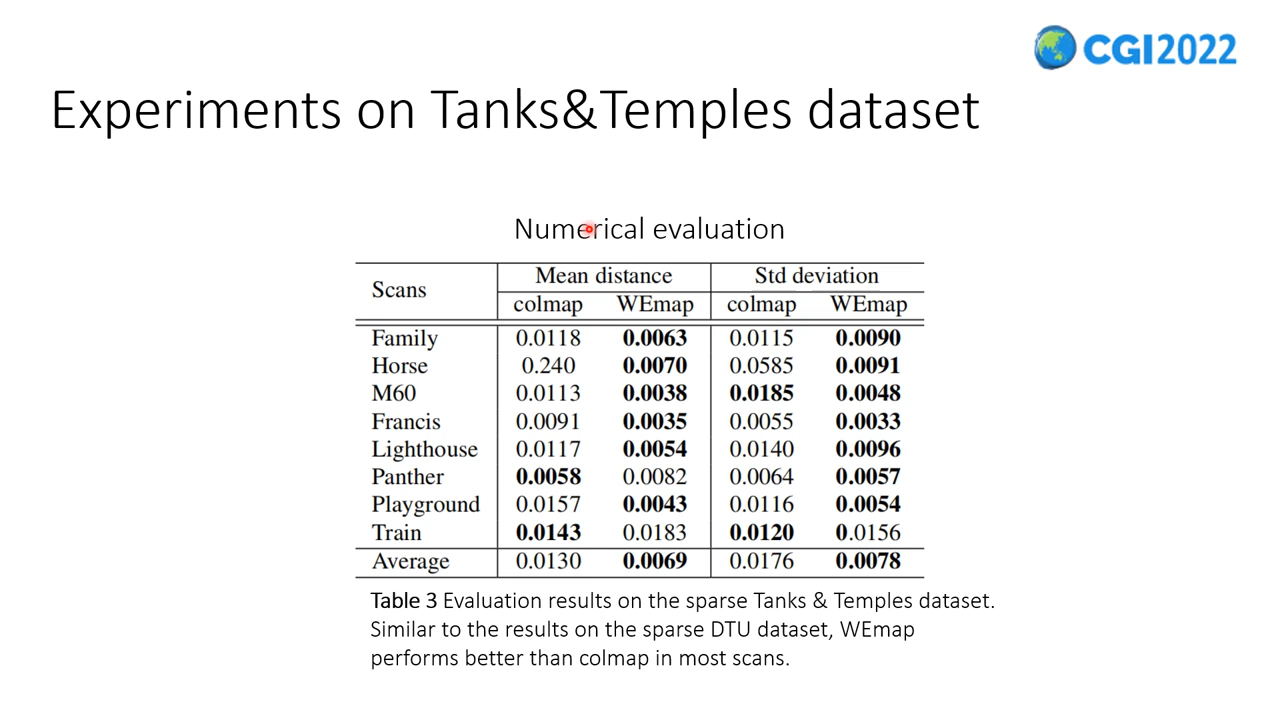 CGI2022
Experiments on Tanks&Temples dataset
Numerical evaluation
Scans Mean distance Std deviation
colmap WEmap colmap WEmap
Family 0.0118 0.0063 0.0115 0.0090
Horse 0.240 0.0070 0.0585 0.0091
M60 0.0113 0.0038 0.0185 0.0048
Francis 0.0091 0.0035 0.0055 0.0033
Lighthouse 0.0117 0.0054 0.0140 0.0096
Panther 0.0058 0.0082 0.0064 0.0057
Playground 0.0157 0.0043 0.0116 0.0054
Train 0.0143 0.0183 0.0120 0.0156
Average 0.0130 0.0069 0.0176 0.0078
Table 3 Evaluation results on the sparse Tanks & Temples dataset.
Similar to the results on the sparse DTU dataset, WEmap
performs better than colmap in most scans.